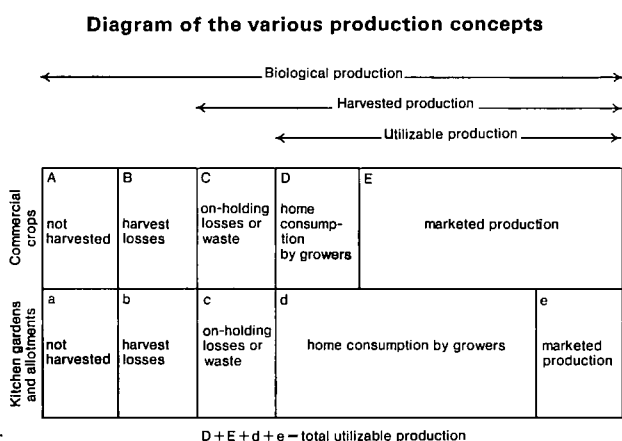 Diagram of the various production concepts
Biological production
Harvested production
Utilizable production
Commercial
crops
A
not
harvested
B
harvest
losses
C
on-holding
losses or
waste
D
home
consump-
tion
by growers
E
marketed production
Kitchen gardens
and allotments
a
not
harvested
b
harvest
losses
c
on-holding
losses or
waste
d
home consumption by growers
e
marketed
production
D+E+d+e – total utilizable production